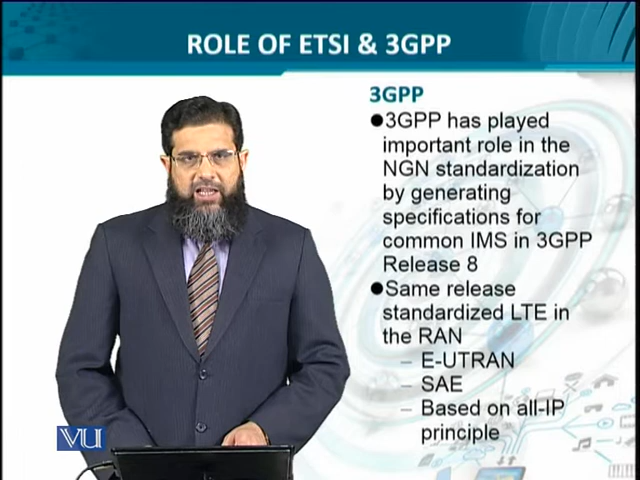 ROLE OF ETSI & 3GPP
3GPP
●3GPP has played
important role in the
NGN standardization
by generating
specifications for
common IMS in 3GPP
Release 8
●Same release
standardized LTE in
the RAN
– E-UTRAN
– SAE
– Based on all-IP
principle
VU